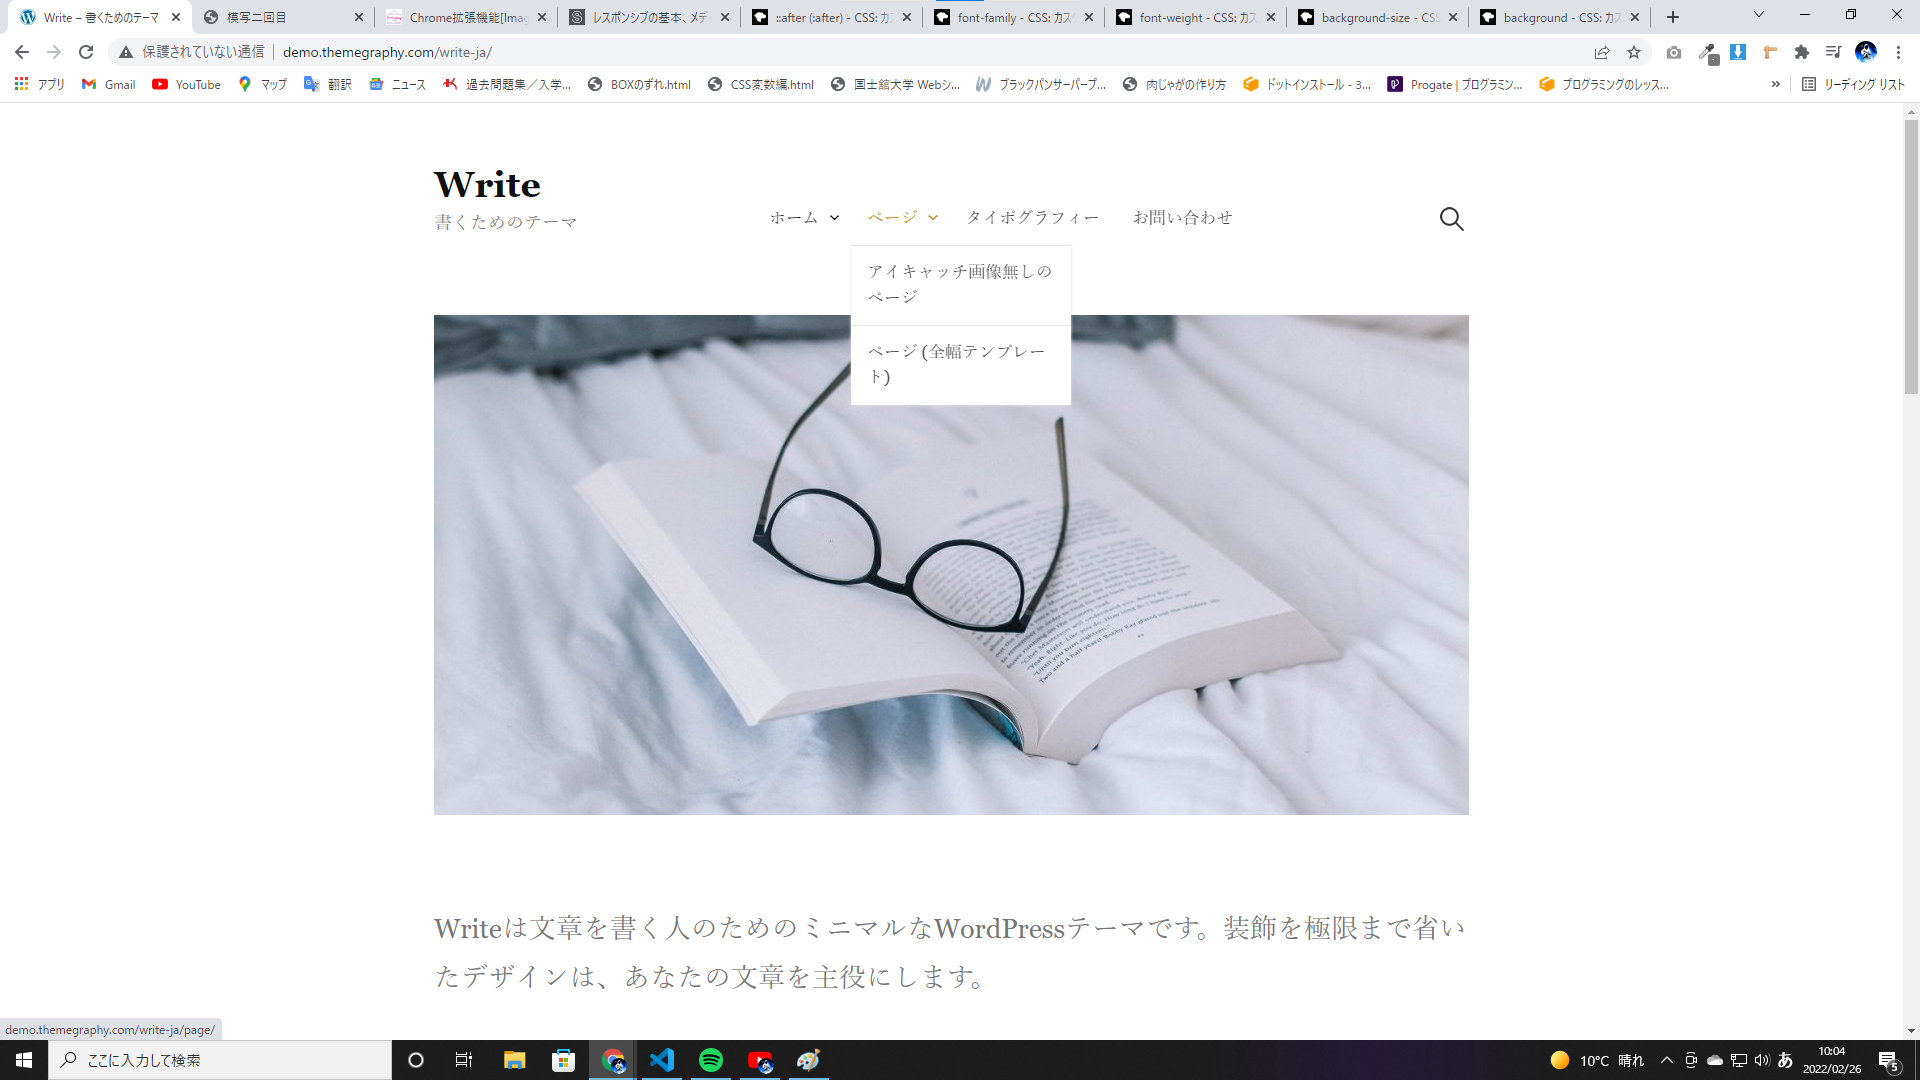 Write – 書くためのテーマ
模写二回目
Chrome拡張機能[Imag
レスポンシブの基本、メデ
::after (:after) - CSS: カス
font-family - CSS: カス
font-weight - CSS: カス
background-size - CSS
background - CSS: カス
保護されていない通信
demo.themegraphy.com/write-ja/
アプリ
Gmail
YouTube
マップ
翻訳
ニュース
過去問題集／入学...
BOXのずれ.html
CSS変数編.html
国士舘大学 Webシ...
ブラックパンサーパープ...
肉じゃがの作り方
ドットインストール - 3...
Progate | プログラミン...
プログラミングのレッス...
»
リーディング リスト
Write
書くためのテーマ
ホーム
ページ
タイポグラフィー
お問い合わせ
アイキャッチ画像無しの
ページ
ページ (全幅テンプレー
ト)
Writeは文章を書く人のためのミニマルなWordPressテーマです。装飾を極限まで省い
たデザインは、あなたの文章を主役にします。
demo.themegraphy.com/write-ja/page/
ここに入力して検索
10°C 晴れ
あ
10:04
2022/02/26
5